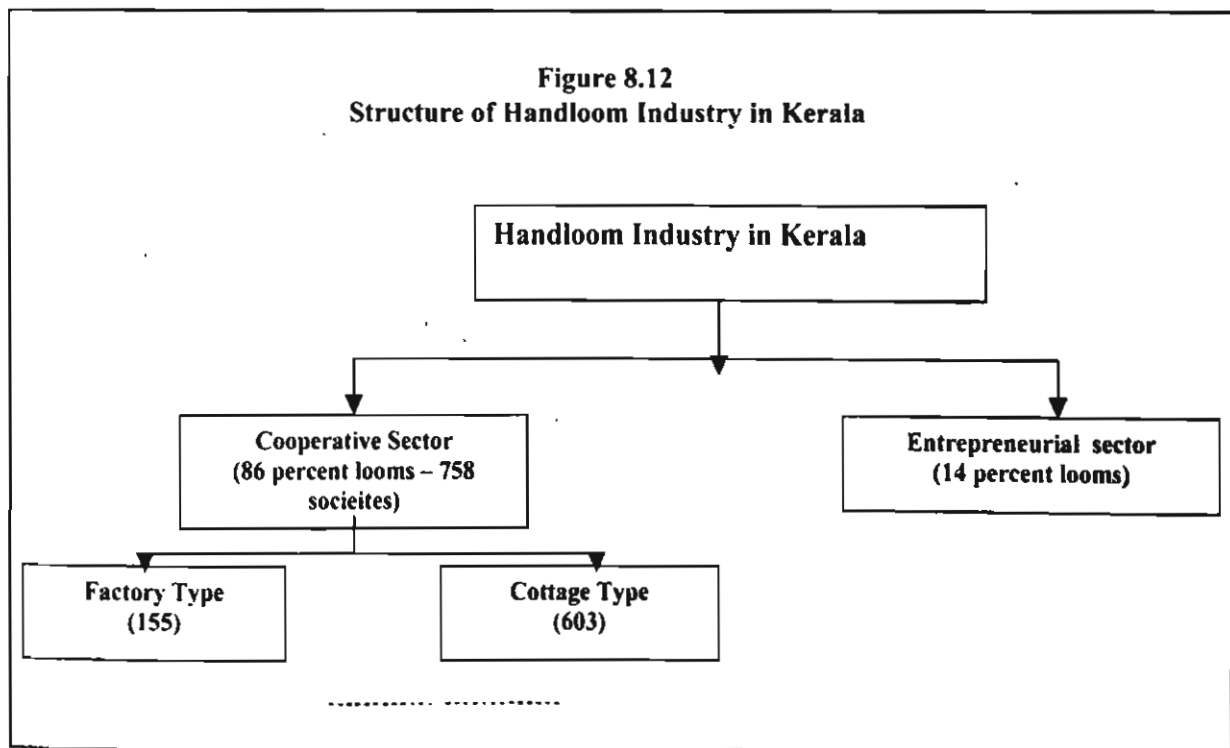 Figure 8.12
Structure of Handloom Industry in Kerala
Handloom Industry in Kerala
Cooperative Sector
(86 percent looms – 758
socieites)
Entrepreneurial sector
(14 percent looms)
Factory Type
(155)
Cottage Type
(603)